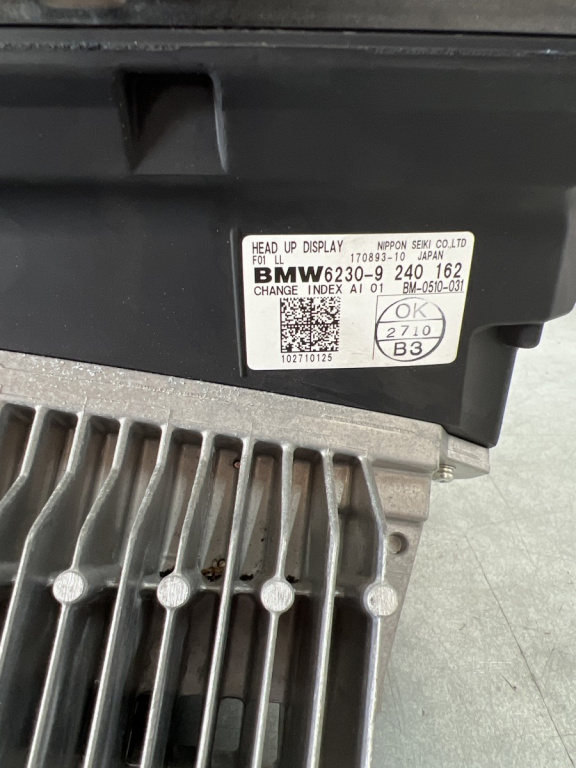 HEAD UP DISPLAY NIPPON SEIKI CO.,LTD
F01 LL 170893-10 JAPAN
BMW6230-9 240 162
CHANGE INDEX AI 01 BM-0510-031
OK
2710
B3
102710125